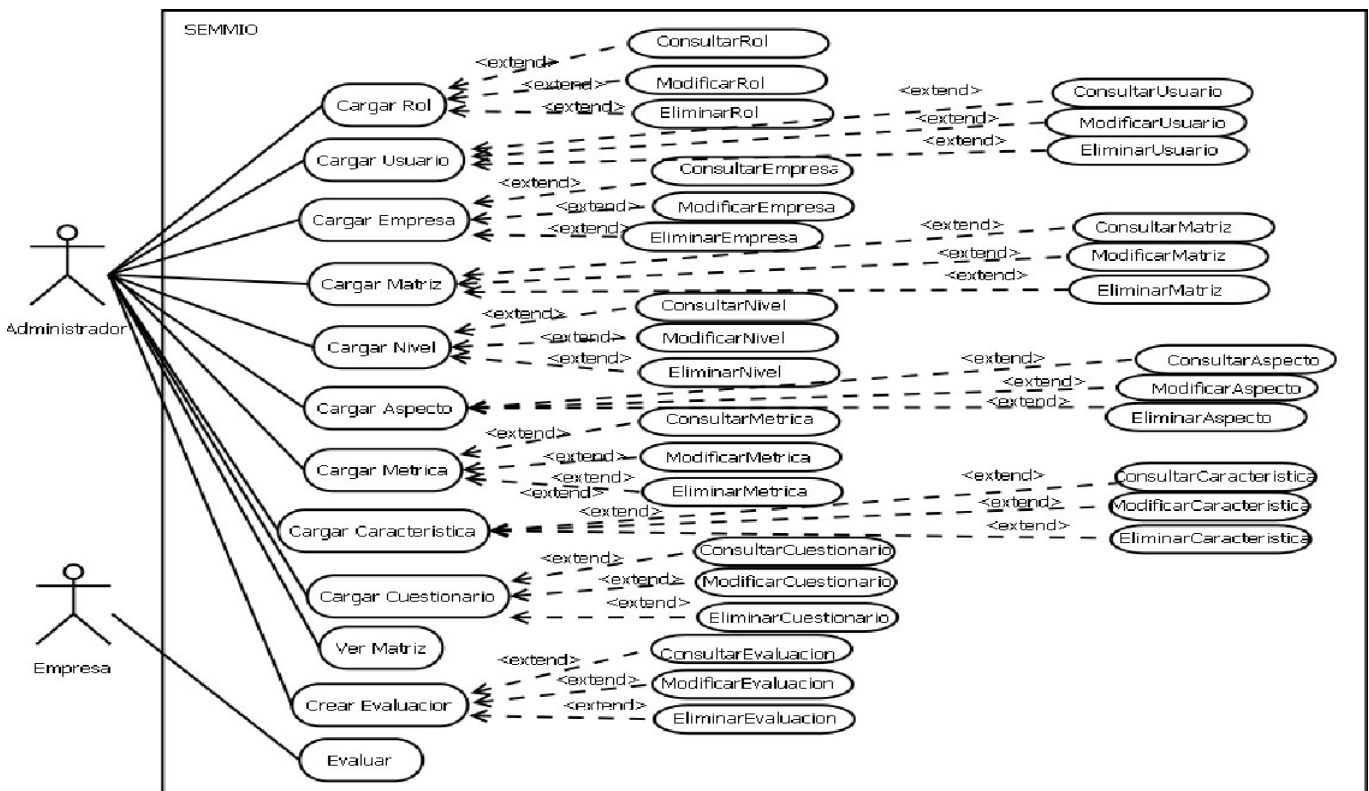 SEMMIO
ConsultarRol
<extend>
ModificarRol
<extend>
Cargar Rol
<extend>
EliminarRol
ConsultarUsuario
<extend>
ModificarUsuario
<extend>
Cargar Usuario
<extend>
EliminarUsuario
ConsultarEmpresa
<extend>
ModificarEmpresa
<extend>
Cargar Empresa
<extend>
EliminarEmpresa
ConsultarMatriz
<extend>
ModificarMatriz
<extend>
Cargar Matriz
<extend>
EliminarMatriz
Administrador
ConsultarNivel
<extend>
ModificarNivel
<extend>
Cargar Nivel
<extend>
EliminarNivel
ConsultarAspecto
<extend>
ModificarAspecto
<extend>
Cargar Aspecto
<extend>
EliminarAspecto
ConsultarMetrica
<extend>
ModificarMetrica
<extend>
Cargar Metrica
<extend>
EliminarMetrica
<extend>
ConsultarCaracteristica
<extend>
ModificarCaracteristica
<extend>
Cargar Caracteristica
<extend>
EliminarCaracteristica
ConsultarCuestionario
<extend>
ModificarCuestionario
<extend>
Cargar Cuestionario
<extend>
EliminarCuestionario
Ver Matriz
Empresa
ConsultarEvaluacion
<extend>
ModificarEvaluacion
<extend>
Crear Evaluacior
<extend>
EliminarEvaluacion
Evaluar